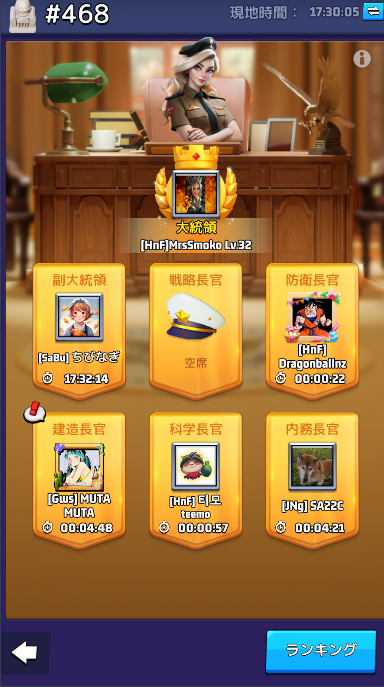 #468
現地時間： 17:30:05
大統領
[HnF]MrsSmoko Lv.32
副大統領
[SaBu] ちびなぎ
17:32:14
戦略長官
空席
防衛長官
[HnF]
Dragonballnz
00:00:22
建造長官
[Gws] MUTA
MUTA
00:04:48
科学長官
[HnF] 티모
teemo
00:00:57
内務長官
[JNg] SA22C
00:04:21
ランキング